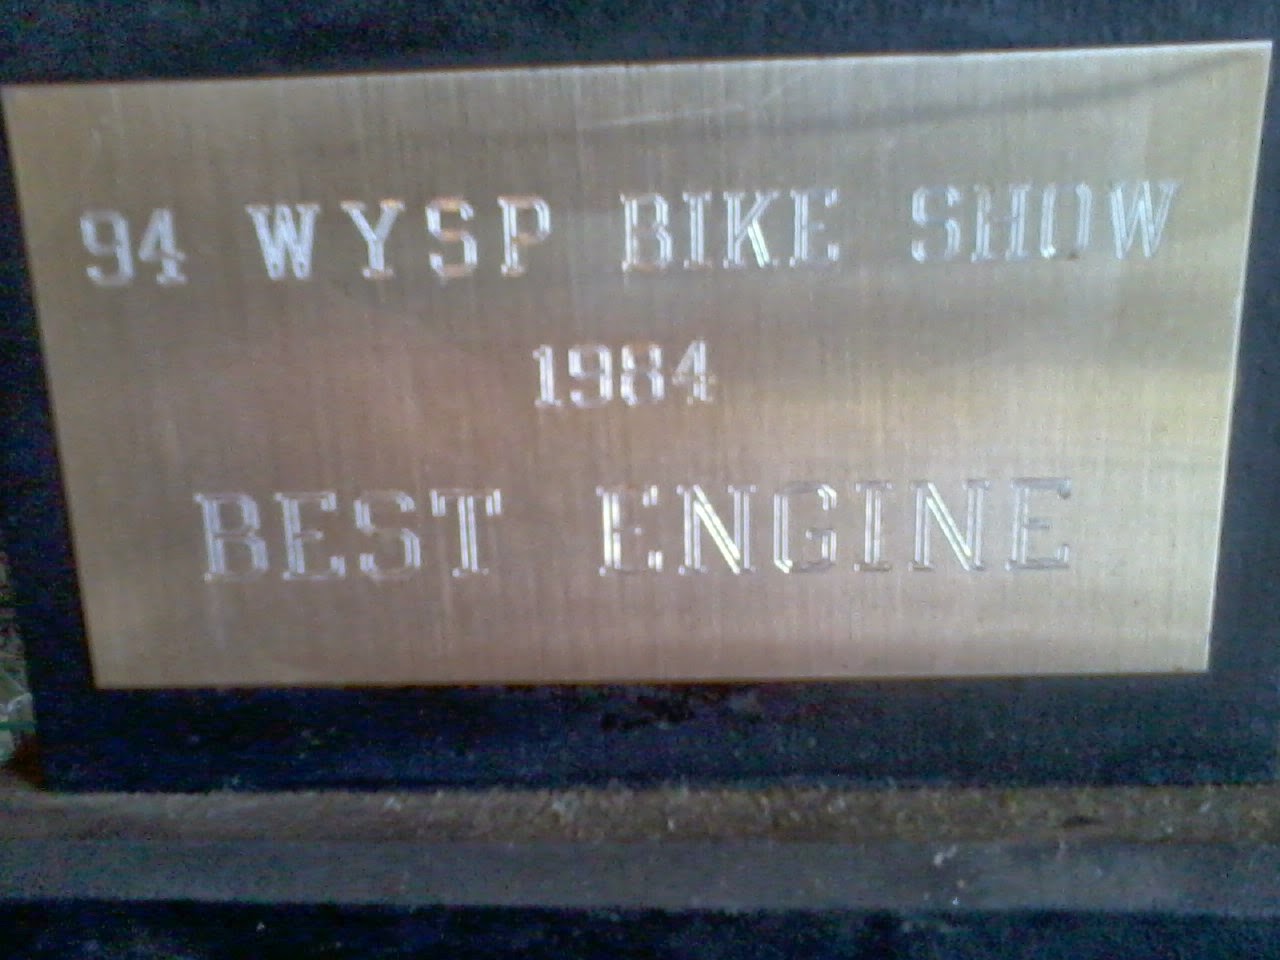 94 WYSP BIKE SHOW
1984
BEST ENGINE